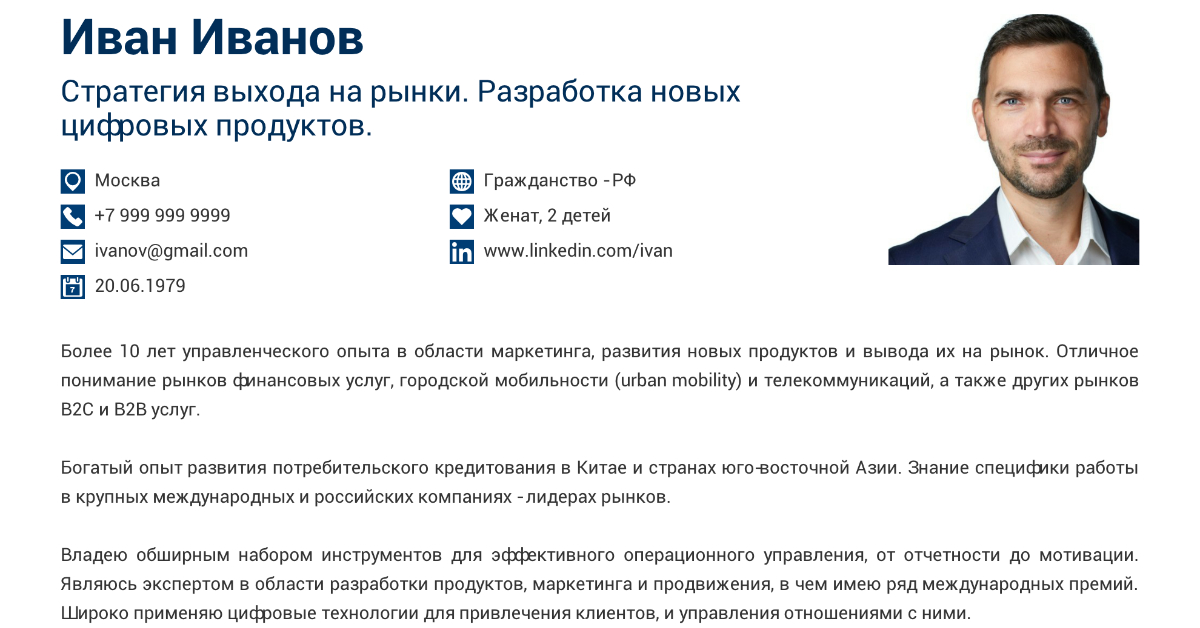 Иван Иванов
Стратегия выхода на рынки. Разработка новых
цифровых продуктов.
Москва
Гражданство -РФ
+7 999 999 9999
Женат, 2 детей
ivanov@gmail.com
www.linkedin.com/ivan
7
20.06.1979
Более 10 лет управленческого опыта в области маркетинга, развития новых продуктов и вывода их на рынок. Отличное
понимание рынков финансовых услуг, городской мобильности (urban mobility) и телекоммуникаций, а также других рынков
B2C и B2B услуг.
Богатый опыт развития потребительского кредитования в Китае и странах юго-восточной Азии. Знание специфики работы
в крупных международных и российских компаниях -лидерах рынков.
Владею обширным набором инструментов для эффективного операционного управления, от отчетности до мотивации.
Являюсь экспертом в области разработки продуктов, маркетинга и продвижения, в чем имею ряд международных премий.
Широко применяю цифровые технологии для привлечения клиентов, и управления отношениями с ними.